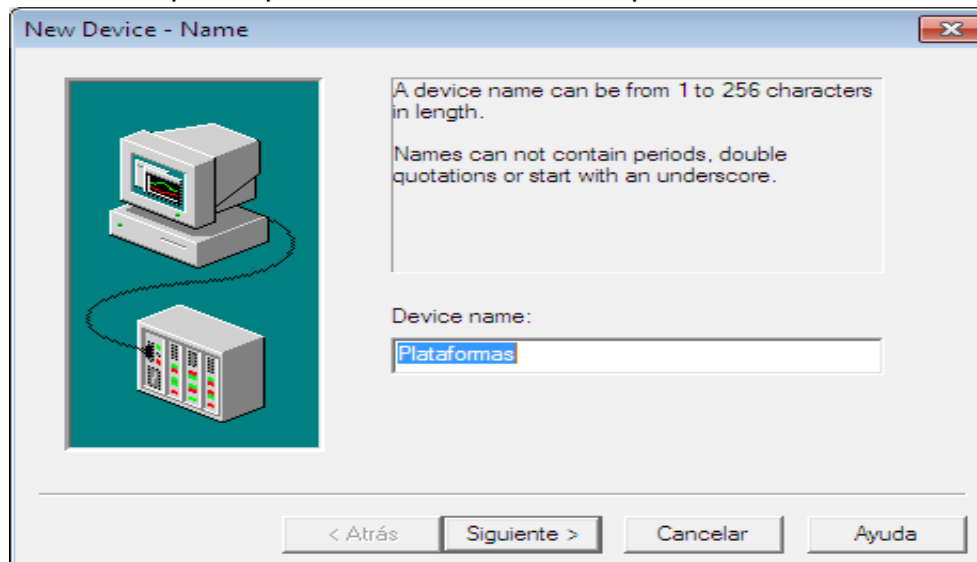 New Device - Name
A device name can be from 1 to 256 characters
in length.
Names can not contain periods, double
quotations or start with an underscore.
Device name:
Plataformas
< Atrás
Siguiente >
Cancelar
Ayuda